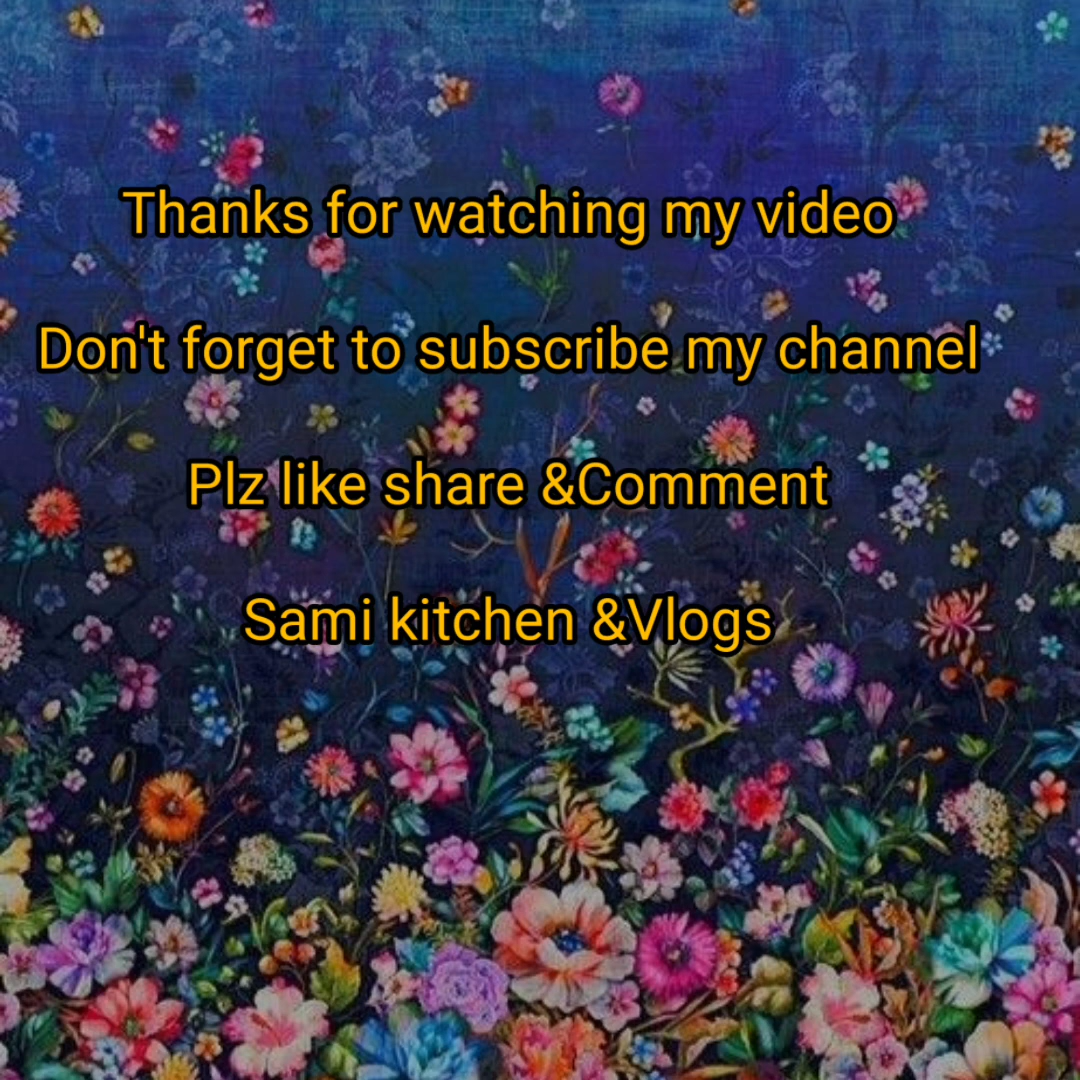 Thanks for watching my video
Don't forget to subscribe my channel
Plz like share &Comment
Sami kitchen &Vlogs